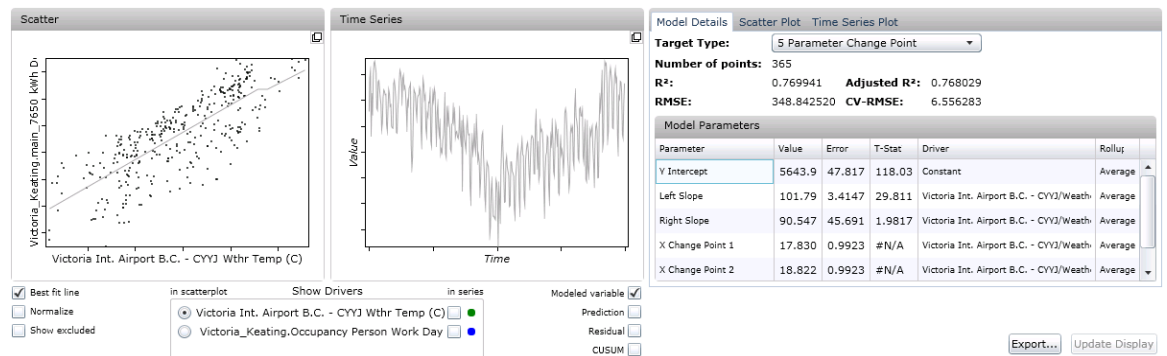 Scatter
Victoria_Keating.main_7650 kWh D
Victoria Int. Airport B.C. - CYYJ Wthr Temp (C)
Time Series
Value
Time
Model Details Scatter Plot Time Series Plot
Target Type: 5 Parameter Change Point
Number of points: 365
R²: 0.769941 Adjusted R²: 0.768029
RMSE: 348.842520 CV-RMSE: 6.556283
Model Parameters
Parameter Value Error T-Stat Driver Rollup
Y Intercept 5643.9 47.817 118.03 Constant Average
Left Slope 101.79 3.4147 29.811 Victoria Int. Airport B.C. - CYYJ/Weath Average
Right Slope 90.547 45.691 1.9817 Victoria Int. Airport B.C. - CYYJ/Weath Average
X Change Point 1 17.830 0.9923 #N/A Victoria Int. Airport B.C. - CYYJ/Weath Average
X Change Point 2 18.822 0.9923 #N/A Victoria Int. Airport B.C. - CYYJ/Weath Average
Best fit line
Normalize
Show excluded
in scatterplot Show Drivers in series
Victoria Int. Airport B.C. - CYYJ Wthr Temp (C)
Victoria_Keating.Occupancy Person Work Day
Modeled variable
Prediction
Residual
CUSUM
Export... Update Display